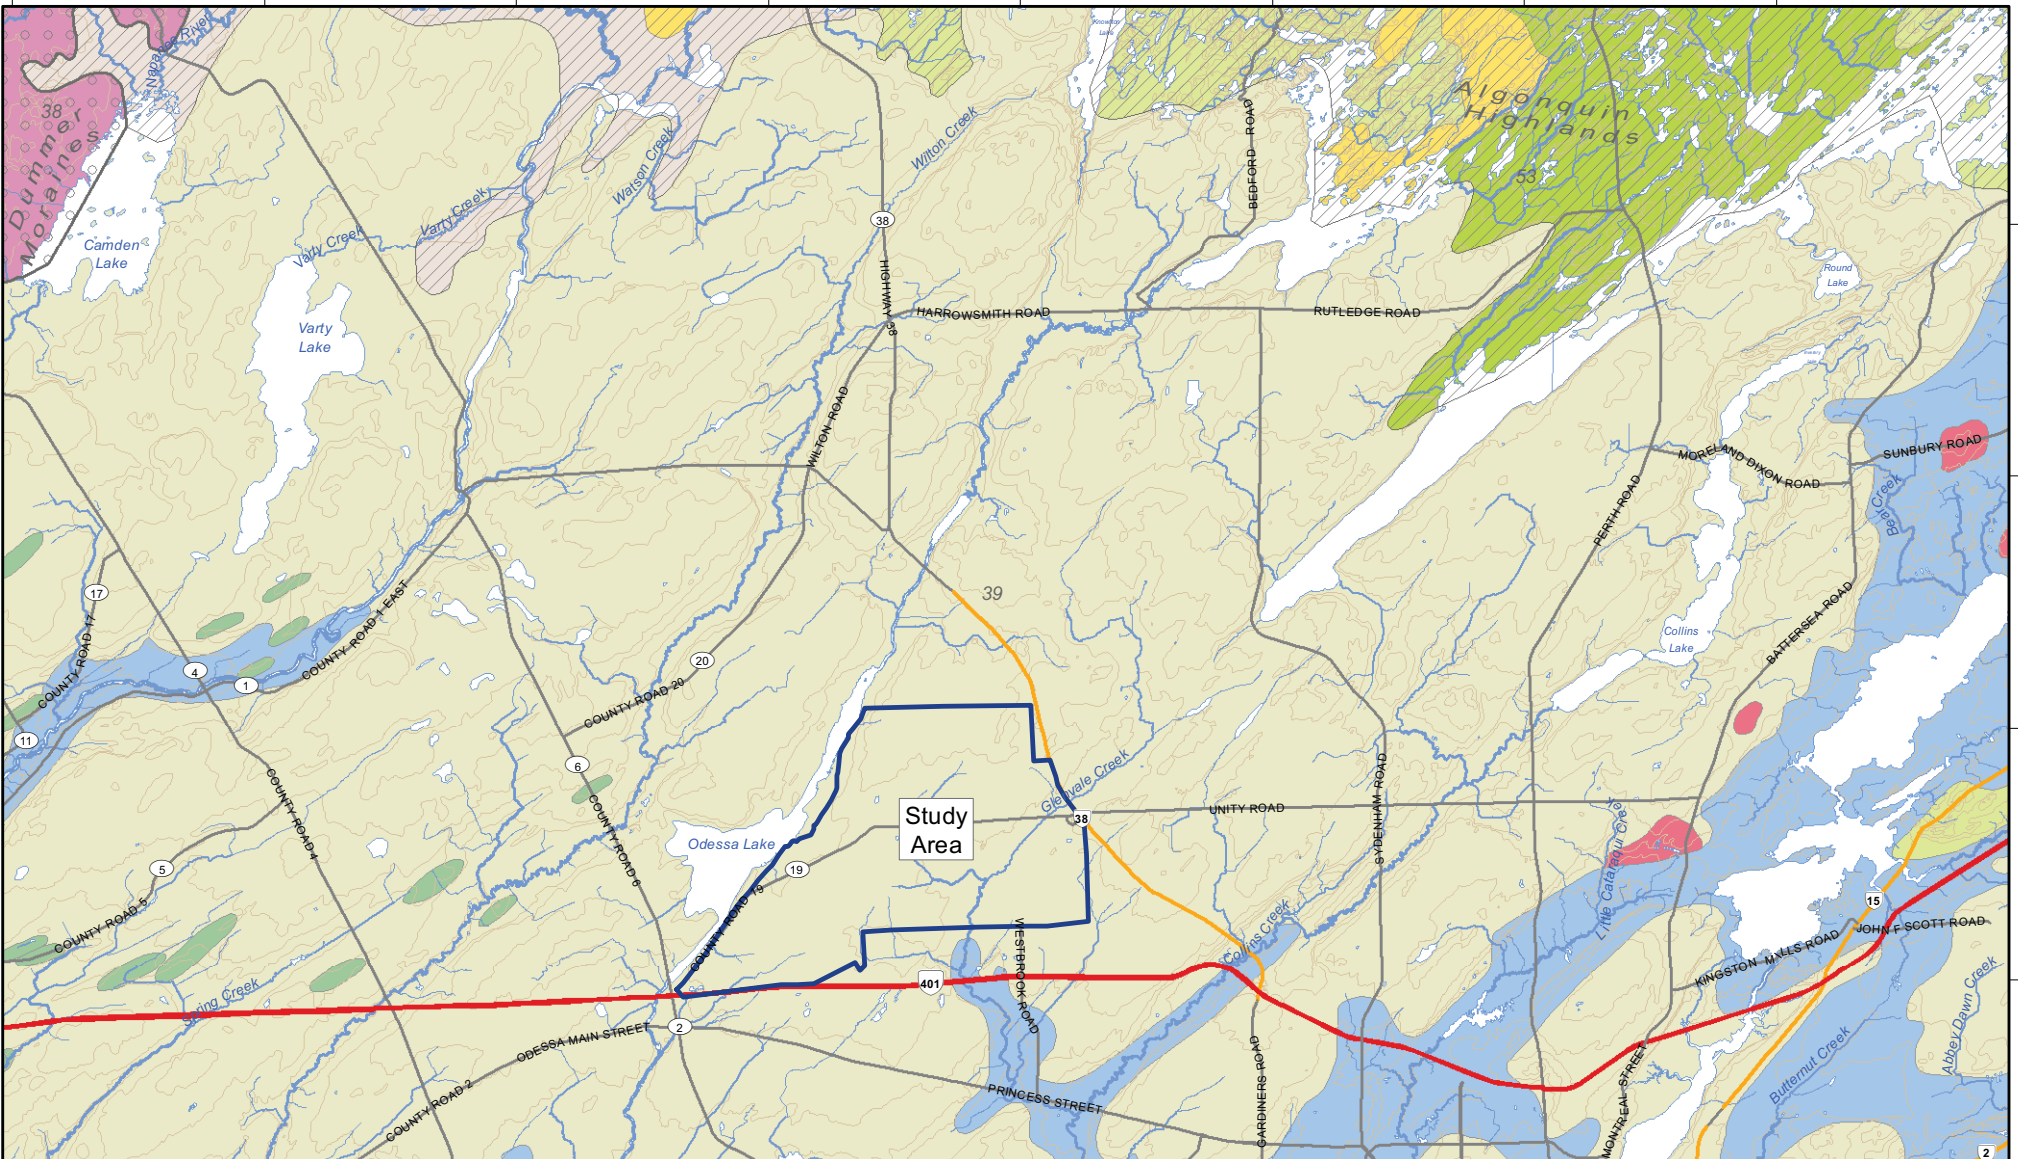 Napanee River
38
Dummer
Moraines
Camden
Lake
Varty Creek
Varty Creek
Watson Creek
Wilton Creek
Knowlton
Lake
BEDFORD ROAD
Algonquin
Highlands
53
38
HIGHWAY 38
HARROWSMITH ROAD
RUTLEDGE ROAD
Round
Lake
Varty
Lake
WILTON ROAD
MORELAND DIXON ROAD
SUNBURY ROAD
Bear Creek
PERTH ROAD
17
COUNTY ROAD 17
COUNTY ROAD 1 EAST
39
4
1
20
COUNTY ROAD 20
Collins
Lake
BATTERSEA ROAD
11
6
COUNTY ROAD 4
COUNTY ROAD 6
Glenvale Creek
Study
Area
38
UNITY ROAD
SYDENHAM ROAD
Little Cataraqui Creek
Odessa Lake
5
COUNTY ROAD 5
19
COUNTY ROAD 19
WESTBROOK ROAD
Collins Creek
15
JOHN F SCOTT ROAD
KINGSTON MILLS ROAD
401
Spring Creek
2
ODESSA MAIN STREET
COUNTY ROAD 2
PRINCESS STREET
GARDINERS ROAD
MONTREAL STREET
Butternut Creek
Abbey Dawn Creek
2